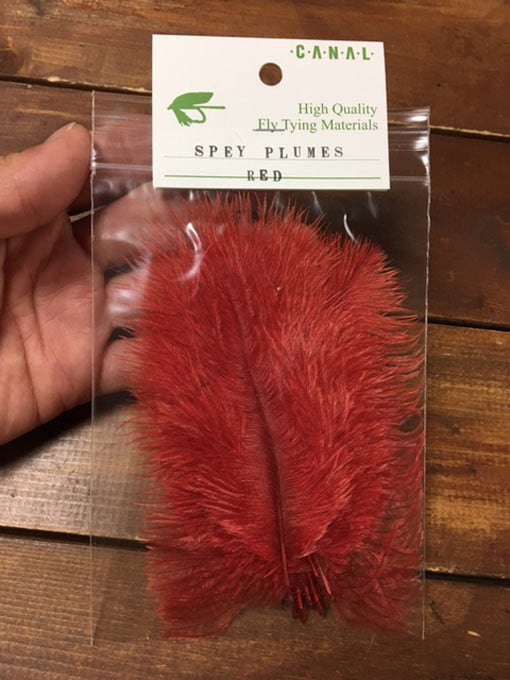 ·C·A·N·A·L·
High Quality
Fly Tying Materials
SPEY PLUMES
RED